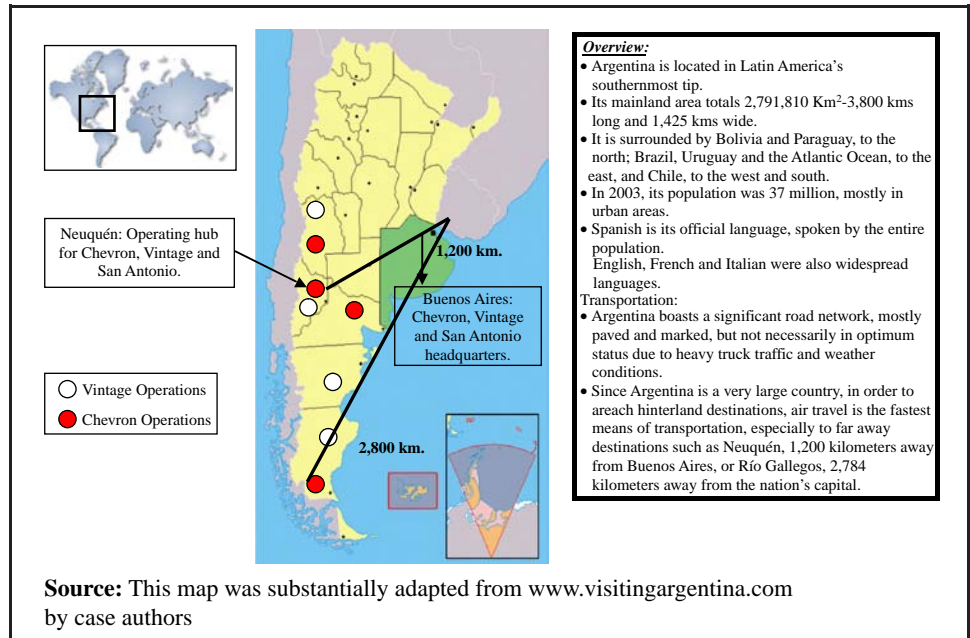 Neuquén: Operating hub
for Chevron, Vintage and
San Antonio.
1,200 km.
Buenos Aires:
Chevron, Vintage
and San Antonio
headquarters.
Vintage Operations
Chevron Operations
2,800 km.
Overview:
• Argentina is located in Latin America's
southernmost tip.
• Its mainland area totals 2,791,810 Km²-3,800 kms
long and 1,425 kms wide.
• It is surrounded by Bolivia and Paraguay, to the
north; Brazil, Uruguay and the Atlantic Ocean, to the
east, and Chile, to the west and south.
• In 2003, its population was 37 million, mostly in
urban areas.
• Spanish is its official language, spoken by the entire
population.
English, French and Italian were also widespread
languages.
Transportation:
• Argentina boasts a significant road network, mostly
paved and marked, but not necessarily in optimum
status due to heavy truck traffic and weather
conditions.
• Since Argentina is a very large country, in order to
areach hinterland destinations, air travel is the fastest
means of transportation, especially to far away
destinations such as Neuquén, 1,200 kilometers away
from Buenos Aires, or Río Gallegos, 2,784
kilometers away from the nation's capital.
Source: This map was substantially adapted from www.visitingargentina.com
by case authors